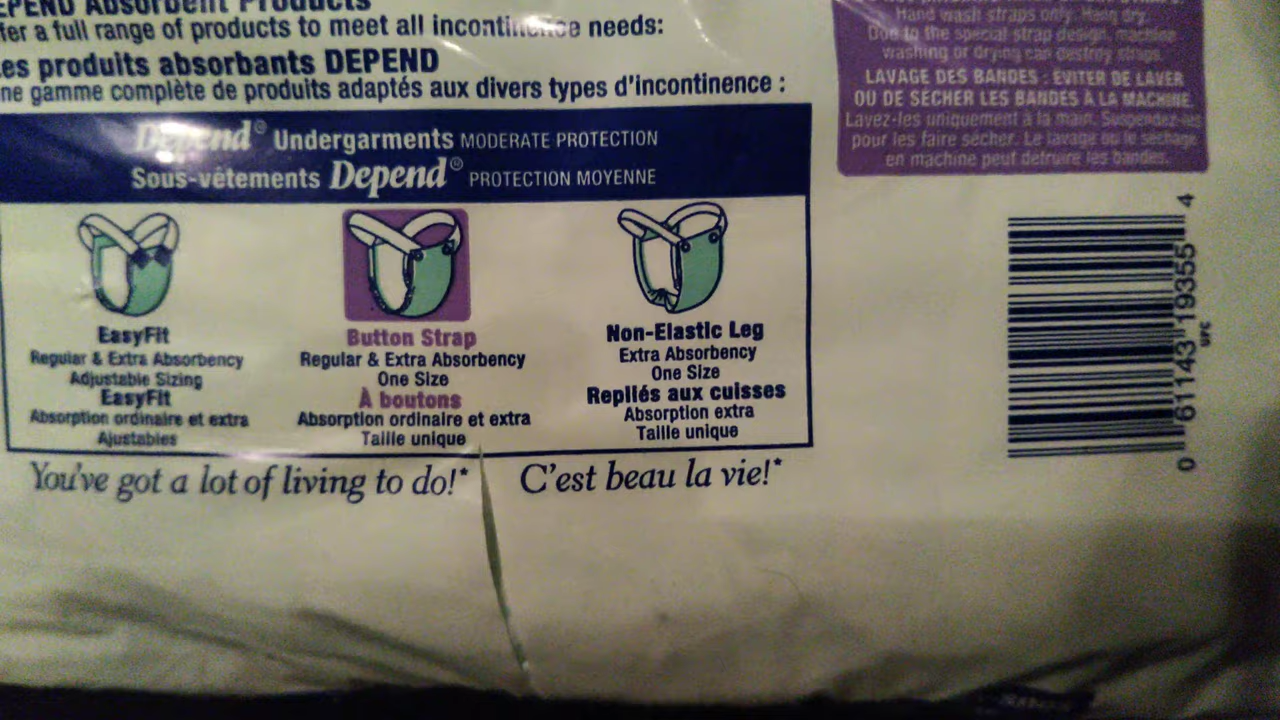 DEPEND Absorbent Products
fer a full range of products to meet all incontinence needs:
es produits absorbants DEPEND
ne gamme complète de produits adaptés aux divers types d'incontinence :
Depend® Undergarments MODERATE PROTECTION
Sous-vêtements Depend® PROTECTION MOYENNE
EasyFit
Regular & Extra Absorbency
Adjustable Sizing
EasyFit
Absorption ordinaire et extra
Ajustables
Button Strap
Regular & Extra Absorbency
One Size
À boutons
Absorption ordinaire et extra
Taille unique
Non-Elastic Leg
Extra Absorbency
One Size
Repliés aux cuisses
Absorption extra
Taille unique
You've got a lot of living to do!*
C'est beau la vie!*
Hand wash straps only. Hang dry.
Due to the special strap design, machine
washing or drying can destroy straps.
LAVAGE DES BANDES : ÉVITER DE LAVER
OU DE SÉCHER LES BANDES À LA MACHINE.
Lavez-les uniquement à la main. Suspendez-les
pour les faire sécher. Le lavage ou le séchage
en machine peut détruire les bandes.
0 61143 19355 4
UPC